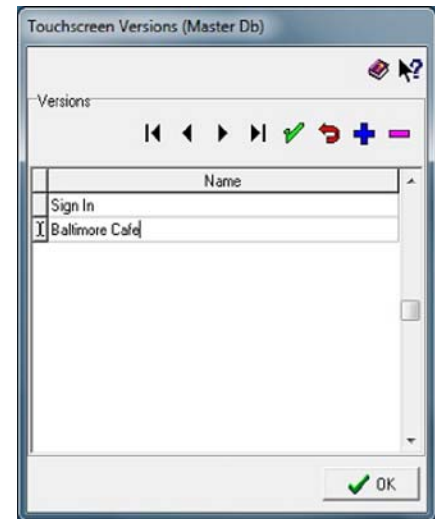 Touchscreen Versions (Master Db)
Versions
Name
Sign In
Baltimore Cafe
OK